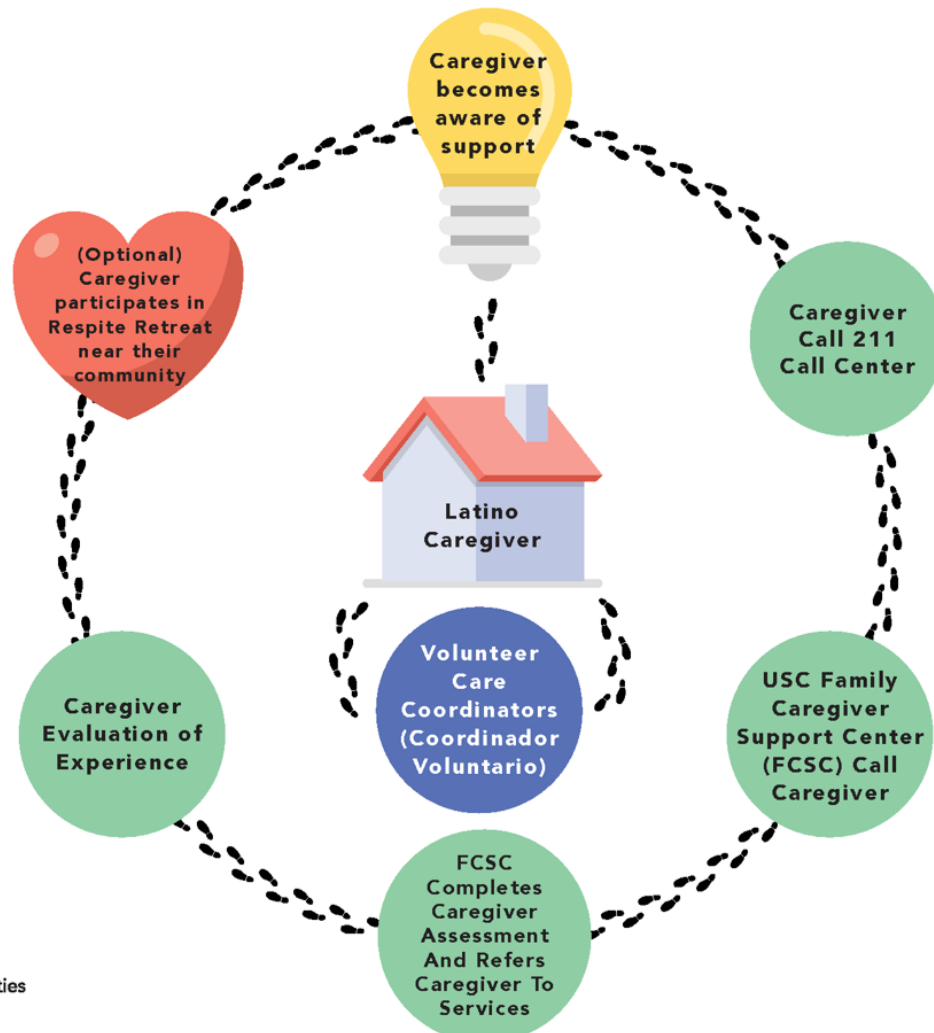 Caregiver
becomes
aware of
support
(Optional)
Caregiver
participates in
Respite Retreat
near their
community
Caregiver
Call 211
Call Center
Latino
Caregiver
Volunteer
Care
Coordinators
(Coordinador
Voluntario)
Caregiver
Evaluation of
Experience
USC Family
Caregiver
Support Center
(FCSC) Call
Caregiver
FCSC
Completes
Caregiver
Assessment
And Refers
Caregiver To
Services
ties